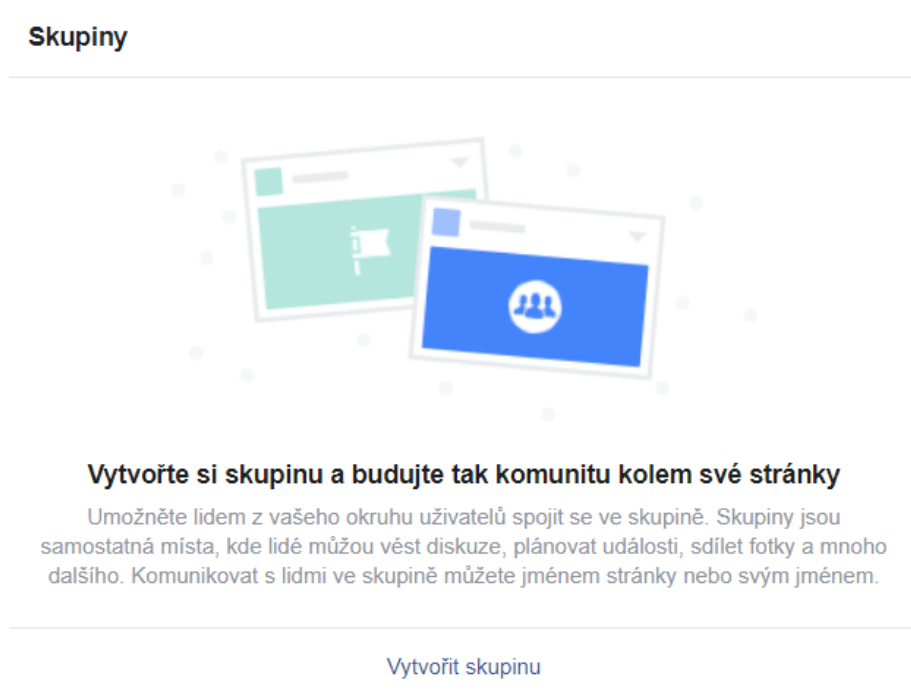 Skupiny
Vytvořte si skupinu a budujte tak komunitu kolem své stránky
Umožněte lidem z vašeho okruhu uživatelů spojit se ve skupině. Skupiny jsou
samostatná místa, kde lidé můžou vést diskuze, plánovat události, sdílet fotky a mnoho
dalšího. Komunikovat s lidmi ve skupině můžete jménem stránky nebo svým jménem.
Vytvořit skupinu